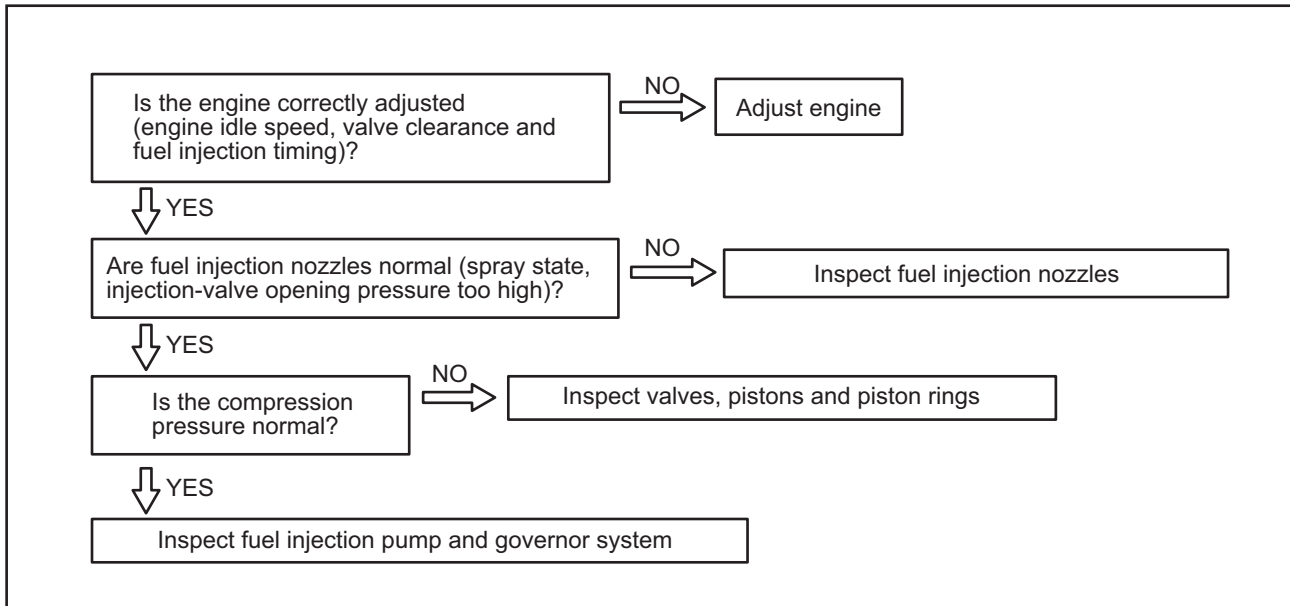 Is the engine correctly adjusted
(engine idle speed, valve clearance and
fuel injection timing)?
NO
Adjust engine
YES
Are fuel injection nozzles normal (spray state,
injection-valve opening pressure too high)?
NO
Inspect fuel injection nozzles
YES
Is the compression
pressure normal?
NO
Inspect valves, pistons and piston rings
YES
Inspect fuel injection pump and governor system